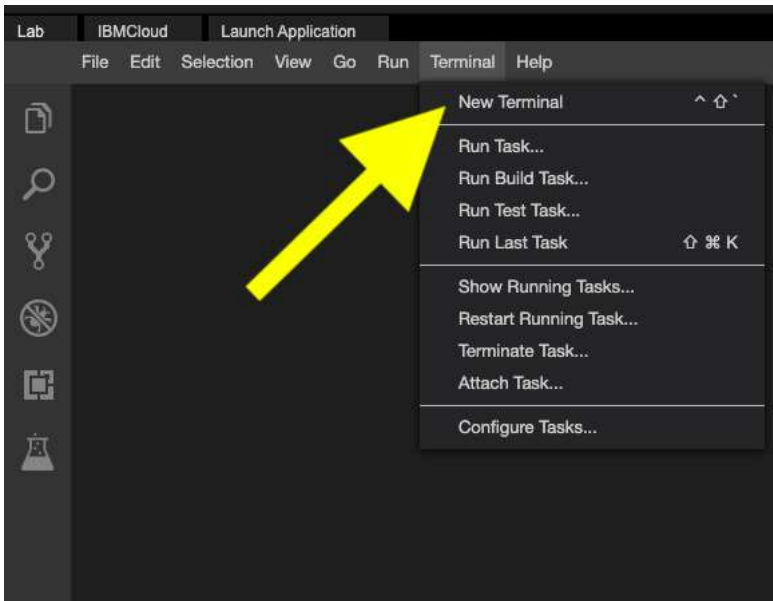 Lab IBMCloud Launch Application
File Edit Selection View Go Run Terminal Help
New Terminal ^ ⇧ `
Run Task...
Run Build Task...
Run Test Task...
Run Last Task ⇧ ⌘ K
Show Running Tasks...
Restart Running Task...
Terminate Task...
Attach Task...
Configure Tasks...